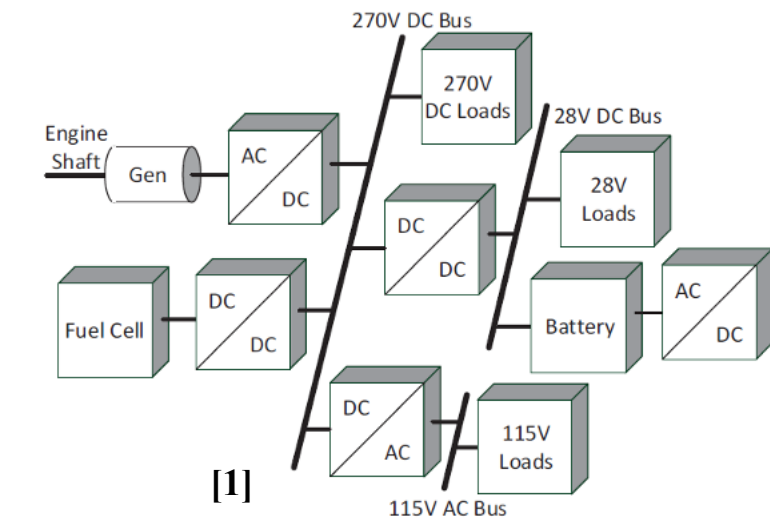 270V DC Bus
270V
DC Loads
28V DC Bus
Engine
Shaft
Gen
AC
DC
28V
Loads
DC
DC
Fuel Cell
DC
DC
Battery
AC
DC
DC
AC
115V
Loads
[1]
115V AC Bus